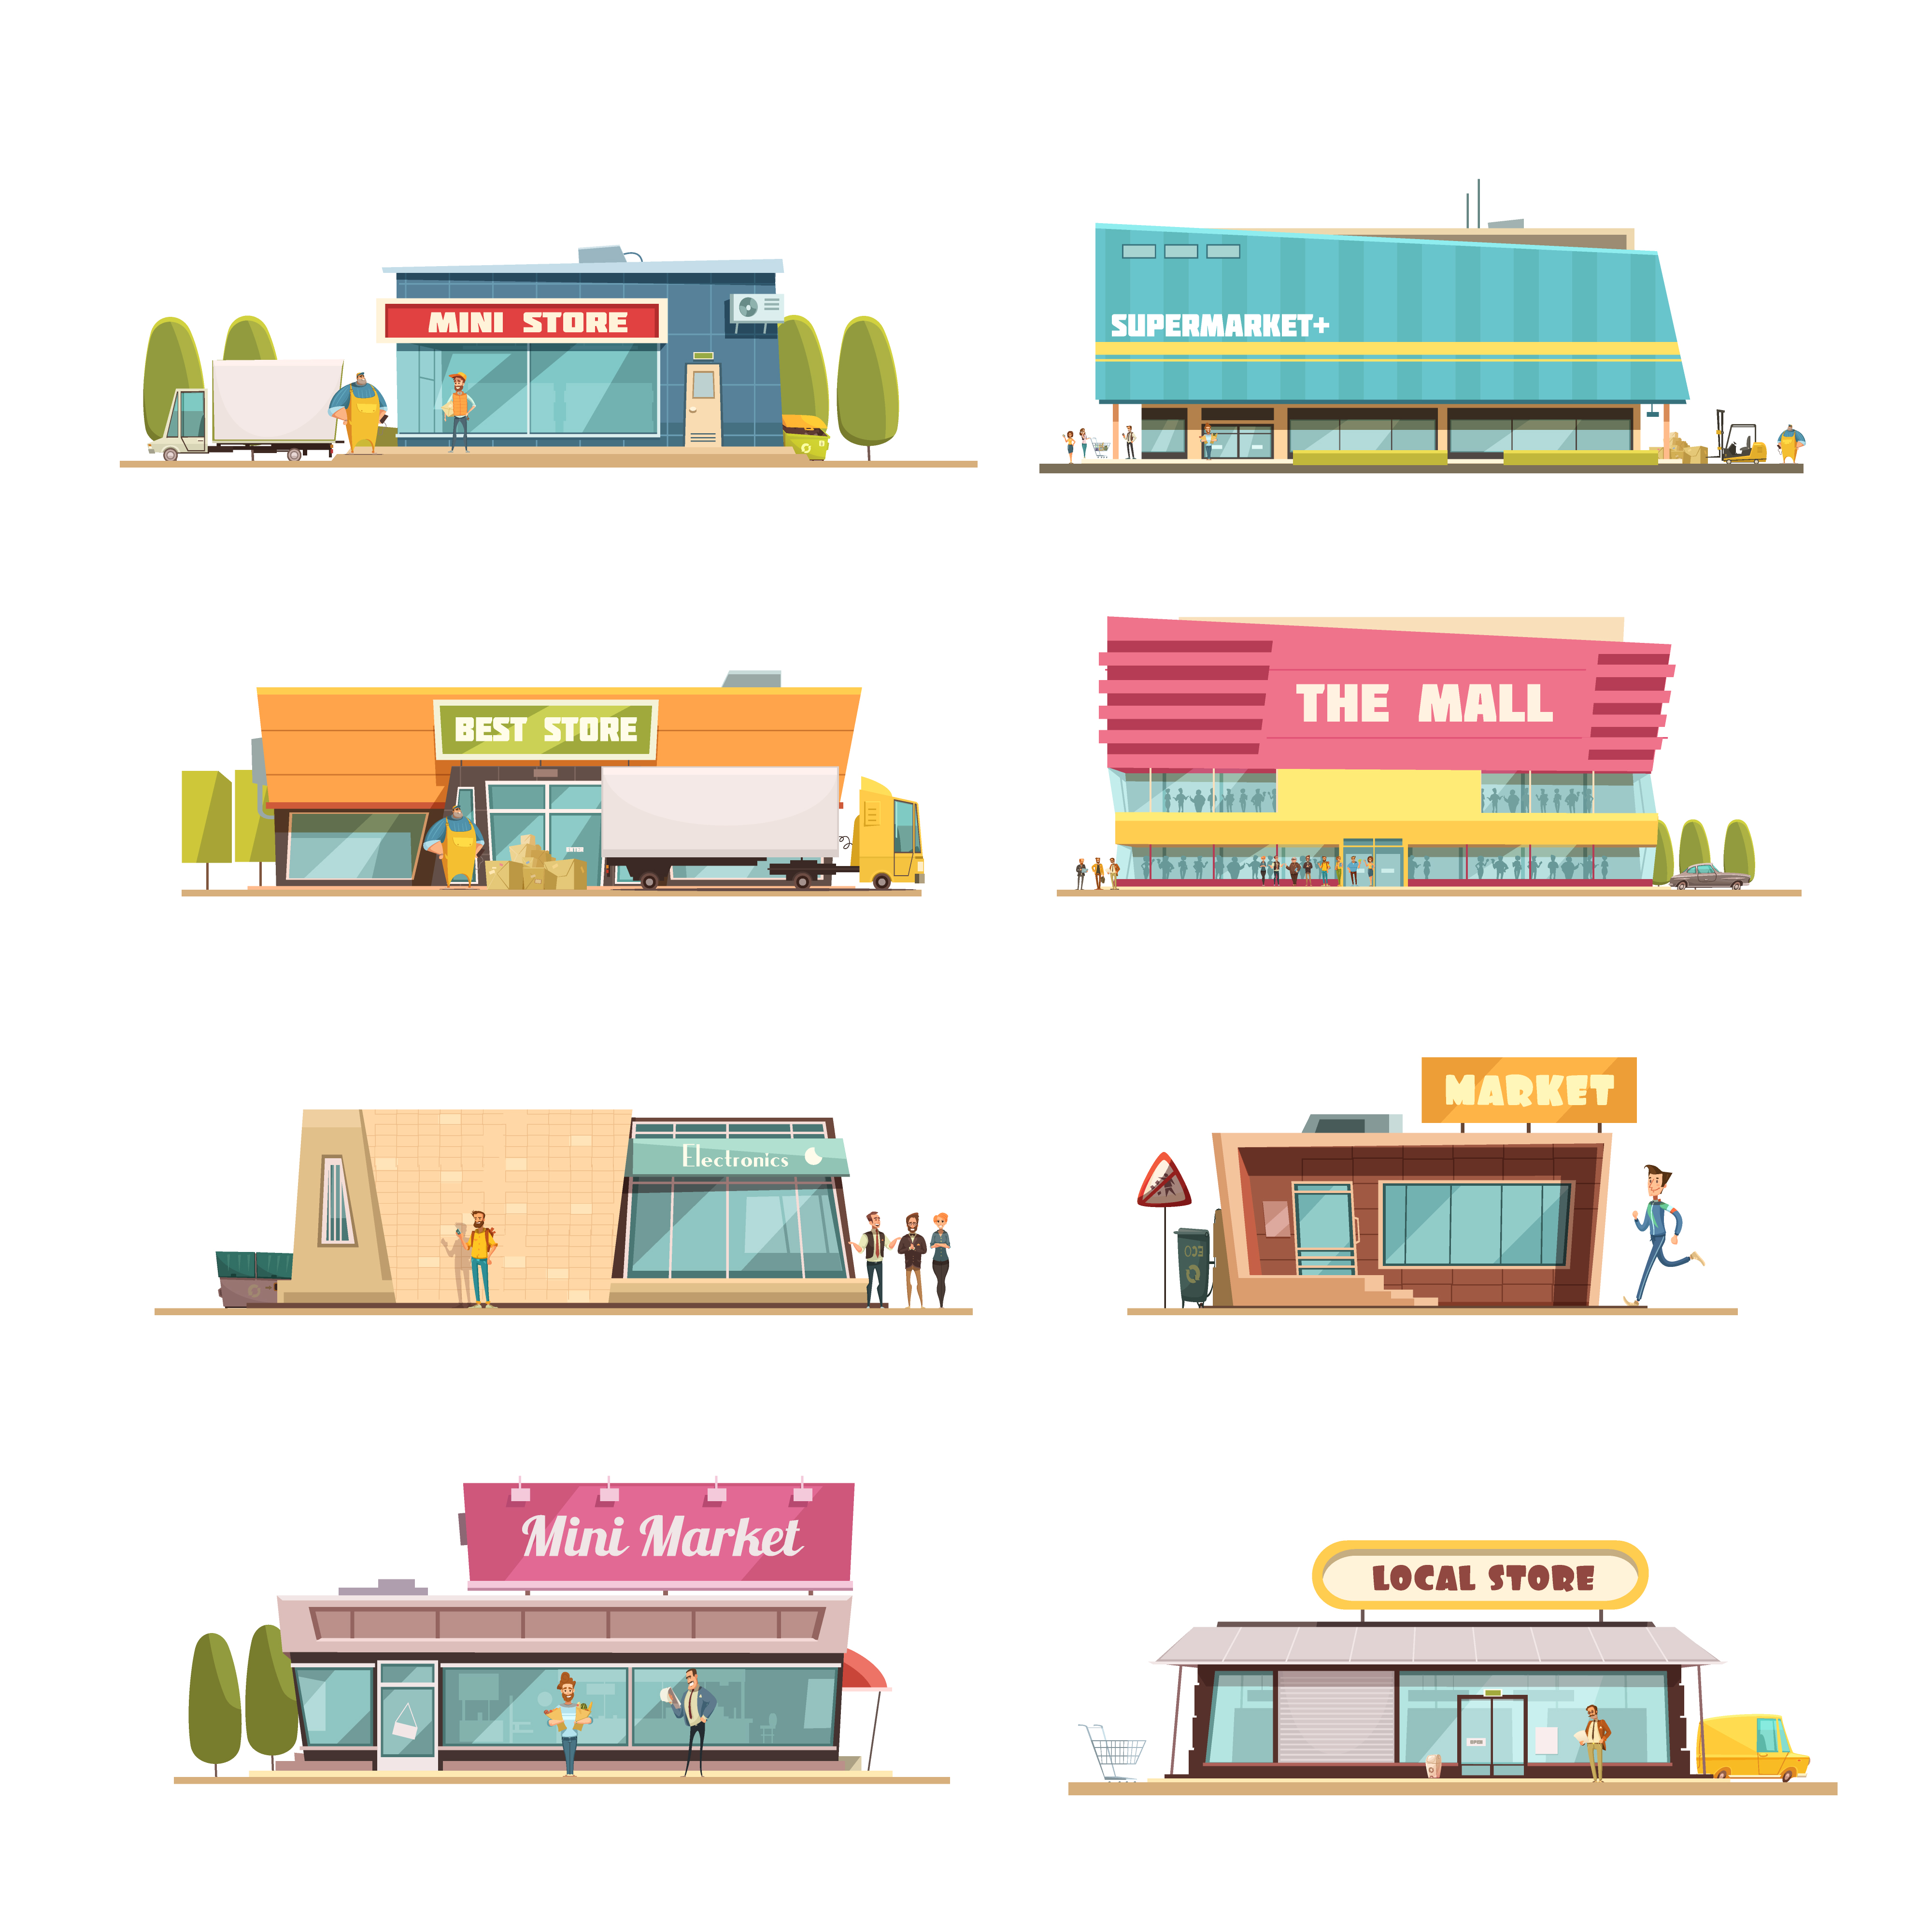 MINI STORE
SUPERMARKET+
BEST STORE
ENTER
THE MALL
Electronics
MARKET
ECO
Mini Market
LOCAL STORE
OPEN